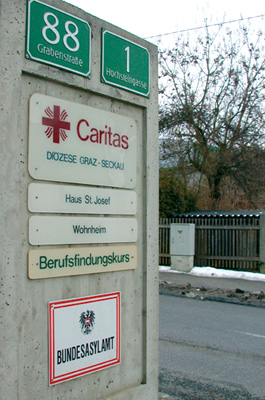 88
Grabenstraße
1
Hochsteingasse
Caritas
DIÖZESE GRAZ-SECKAU
Haus St. Josef
Wohnheim
Berufsfindungskurs
BUNDESASYLAMT